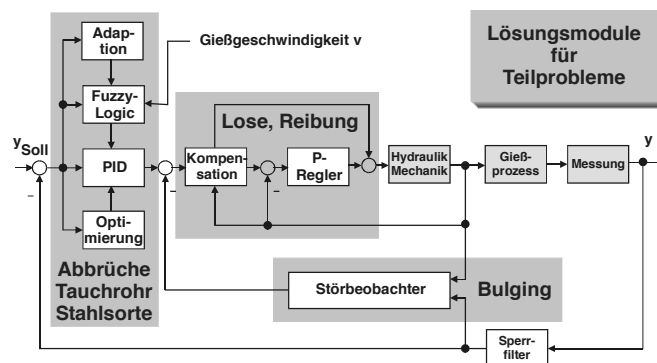 Adap-
tion
Gießgeschwindigkeit v
Lösungsmodule
für
Teilprobleme
Fuzzy-
Logic
Lose, Reibung
ySoll
y
PID
Kompen-
sation
P-
Regler
Hydraulik
Mechanik
Gieß-
prozess
Messung
–
–
–
Opti-
mierung
Abbrüche
Tauchrohr
Stahlsorte
Störbeobachter
Bulging
Sperr-
filter